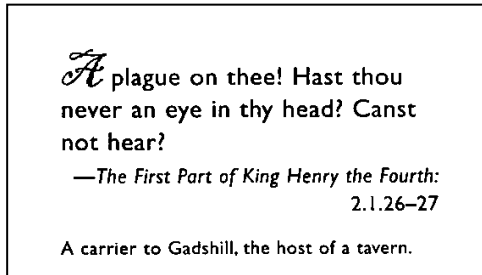 A plague on thee! Hast thou
never an eye in thy head? Canst
not hear?
—The First Part of King Henry the Fourth:
2.1.26–27
A carrier to Gadshill, the host of a tavern.